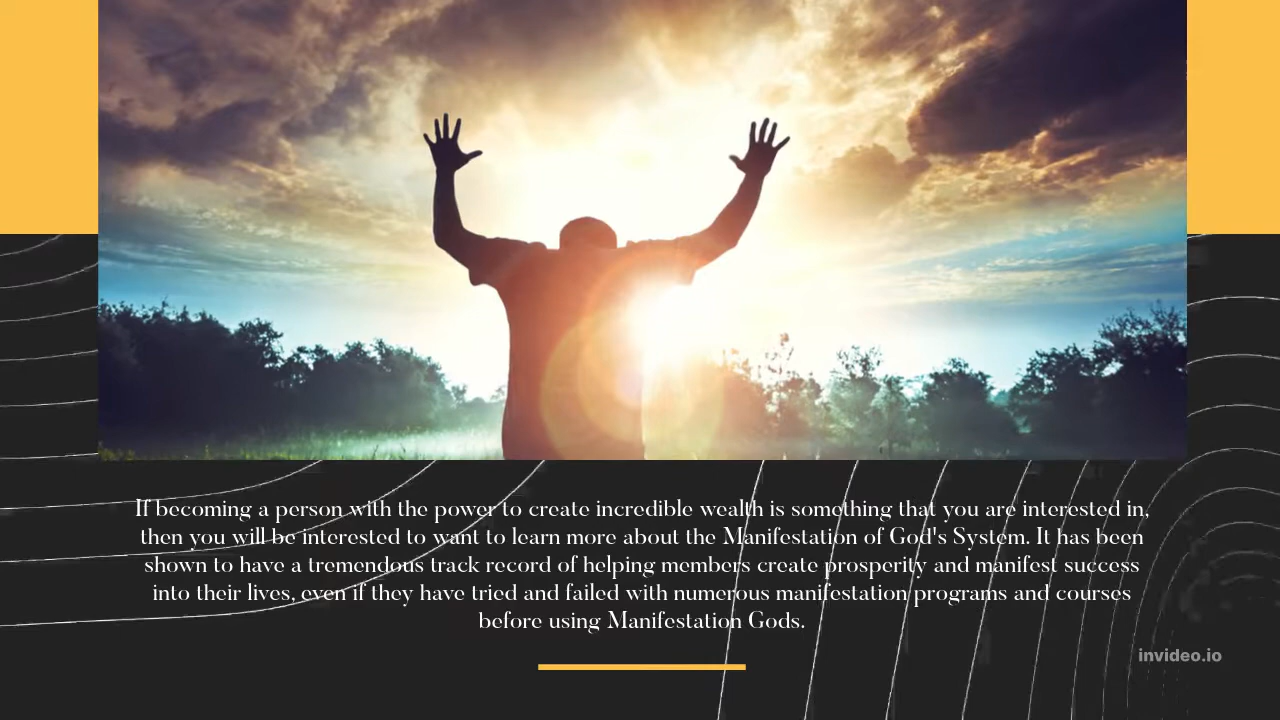 If becoming a person with the power to create incredible wealth is something that you are interested in,
then you will be interested to want to learn more about the Manifestation of God's System. It has been
shown to have a tremendous track record of helping members create prosperity and manifest success
into their lives, even if they have tried and failed with numerous manifestation programs and courses
before using Manifestation Gods.
invideo.io